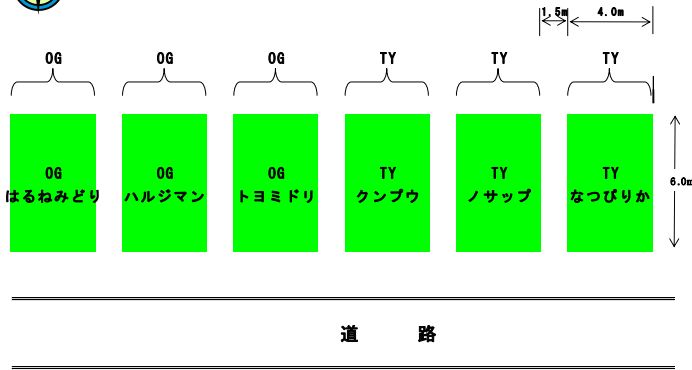 1.5m 4.0m
OG OG OG TY TY TY
OG OG OG TY TY TY
はるねみどり ハルジマン トヨミドリ クンプウ ノサップ なつぴりか
6.0m
道 路